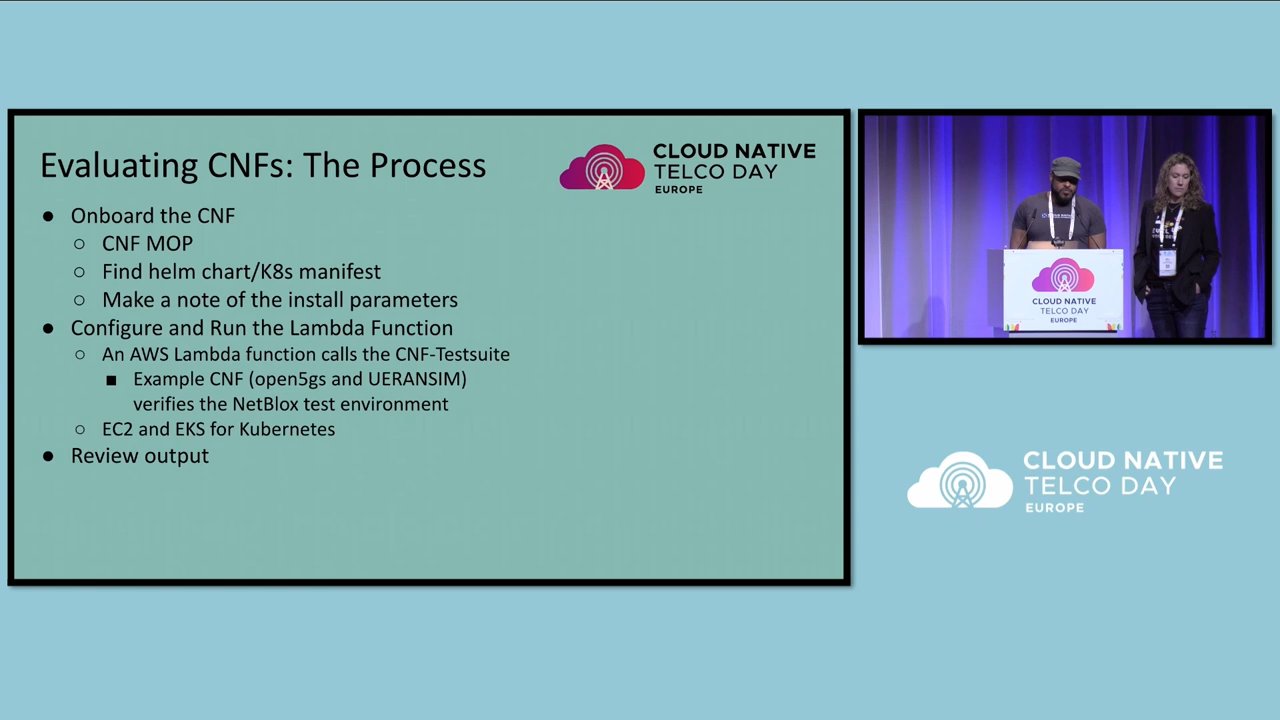 Evaluating CNFs: The Process
CLOUD NATIVE
TELCO DAY
EUROPE
● Onboard the CNF
○ CNF MOP
○ Find helm chart/K8s manifest
○ Make a note of the install parameters
● Configure and Run the Lambda Function
○ An AWS Lambda function calls the CNF-Testsuite
■ Example CNF (open5gs and UERANSIM)
verifies the NetBlox test environment
○ EC2 and EKS for Kubernetes
● Review output
CLOUD NATIVE
TELCO DAY
EUROPE
CLOUD NATIVE
TELCO DAY
EUROPE